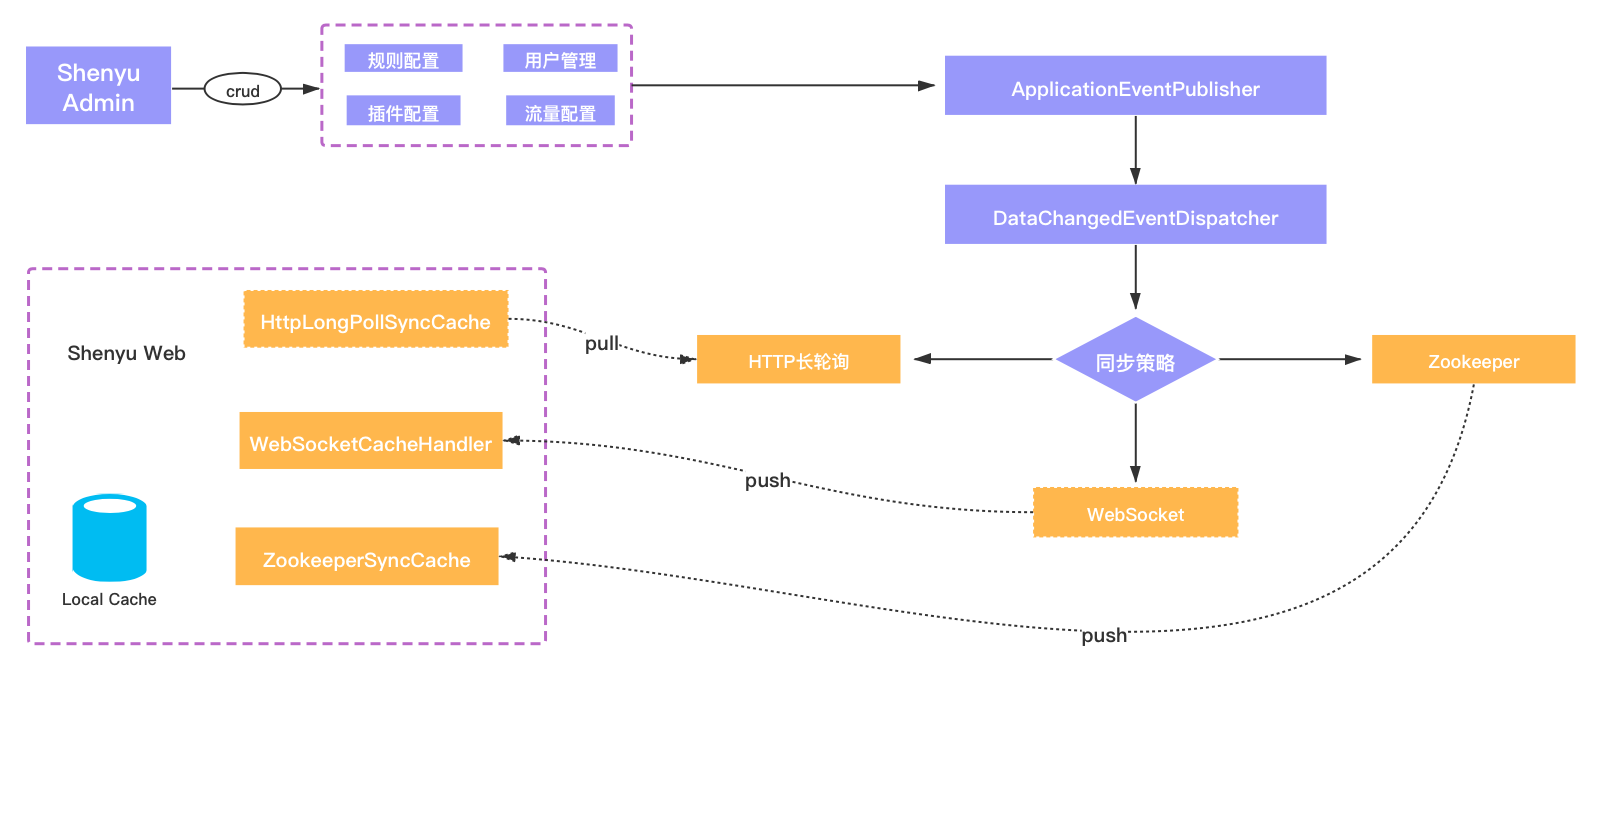 Shenyu
Admin
crud
规则配置
用户管理
插件配置
流量配置
ApplicationEventPublisher
DataChangedEventDispatcher
同步策略
HTTP长轮询
Zookeeper
WebSocket
pull
push
push
Shenyu Web
HttpLongPollSyncCache
WebSocketCacheHandler
ZookeeperSyncCache
Local Cache